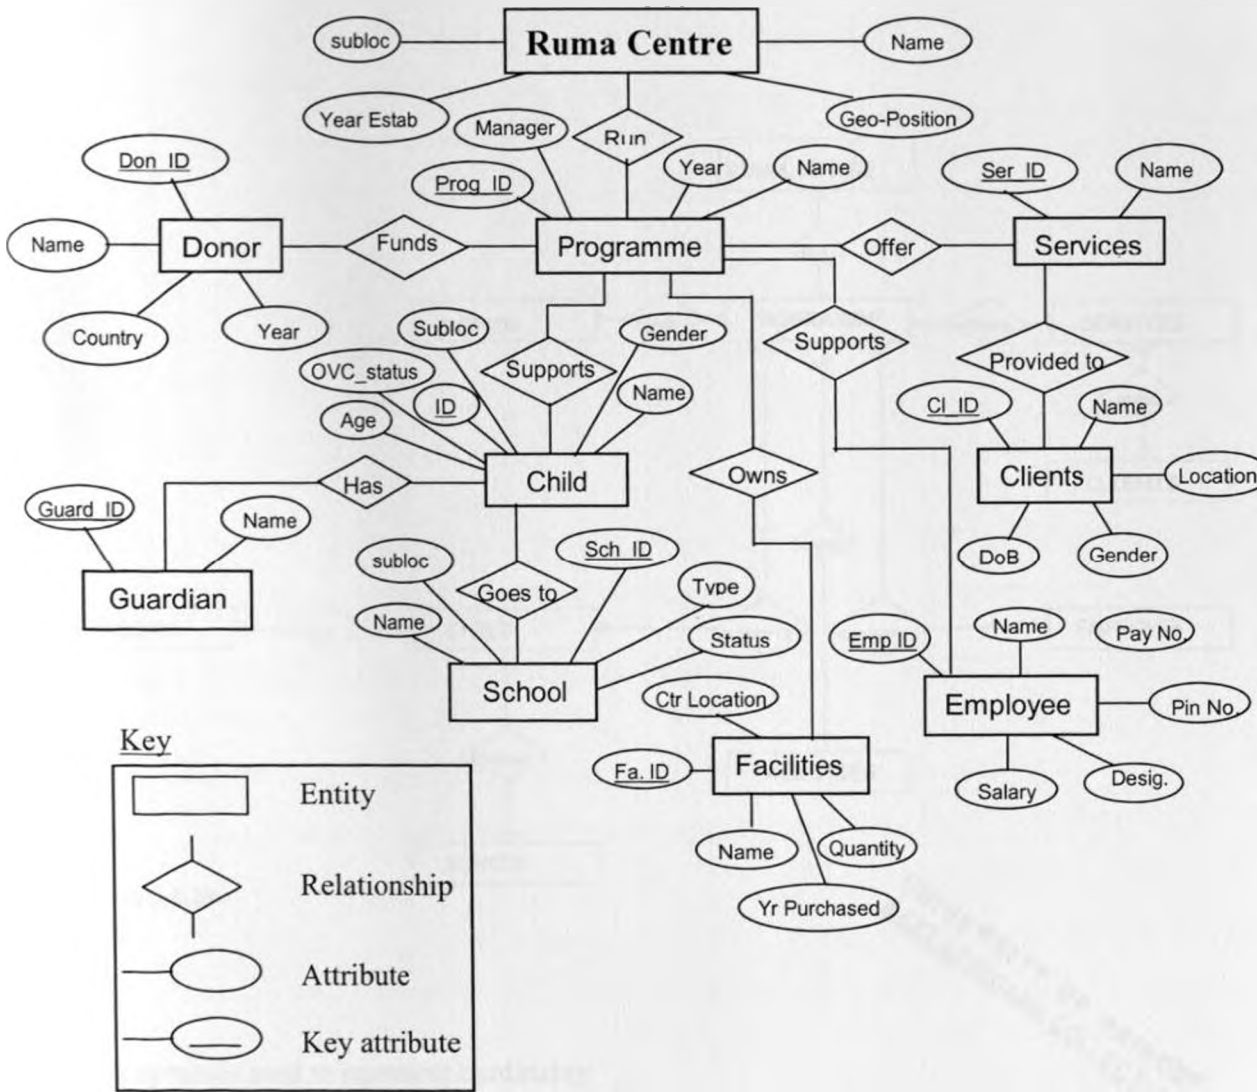 Ruma Centre
subloc
Name
Year Estab
Geo-Position
Run
Manager
Prog_ID
Year
Name
Don_ID
Name
Donor
Country
Year
Funds
Programme
Offer
Ser_ID
Name
Services
Subloc
Gender
OVC_status
Supports
Supports
Provided to
ID
Name
Age
Cl_ID
Name
Child
Owns
Clients
Location
Has
Guard_ID
Name
Guardian
DoB
Gender
Sch_ID
subloc
Goes to
Type
Name
Status
School
Emp ID
Name
Pay No.
Employee
Pin No.
Salary
Desig.
Ctr Location
Fa. ID
Facilities
Name
Quantity
Yr Purchased
Key
Entity
Relationship
Attribute
Key attribute